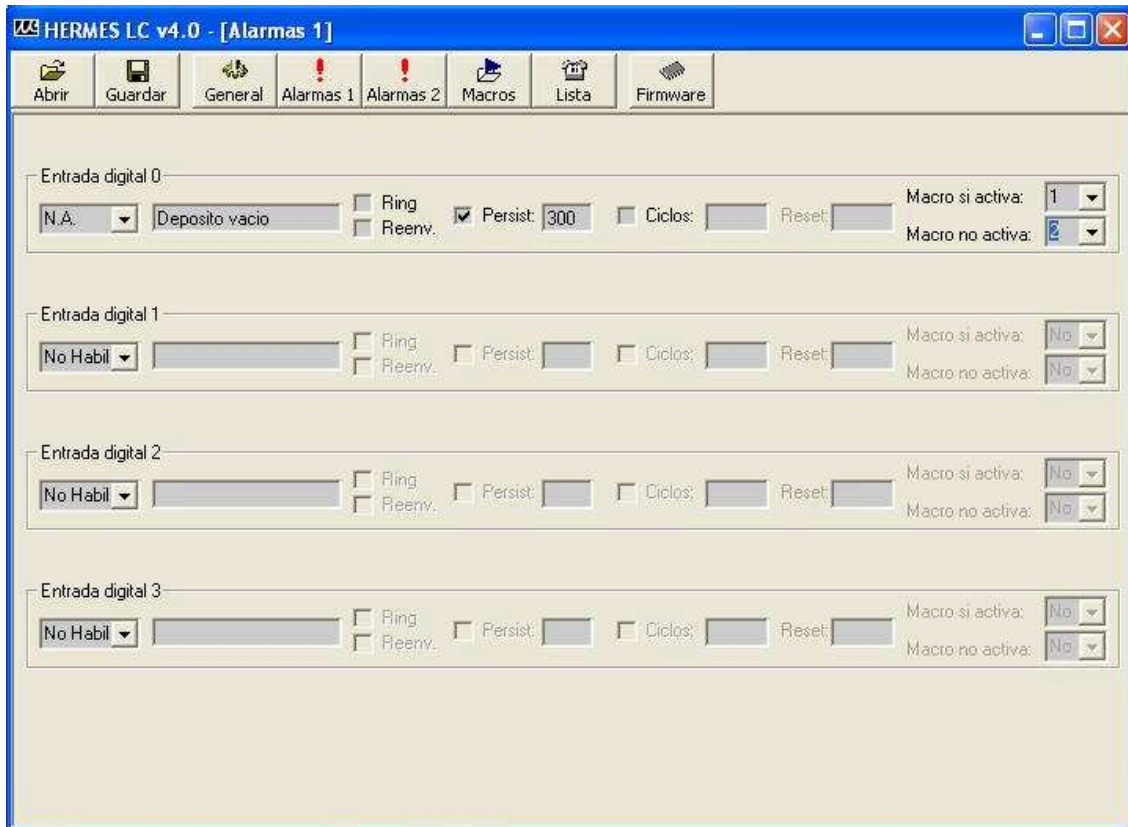 HERMES LC v4.0 - [Alarmas 1]
Abrir Guardar General Alarmas 1 Alarmas 2 Macros Lista Firmware
Entrada digital 0
N.A. Deposito vacio Ring Reenv. Persist: 300 Ciclos: Reset: Macro si activa: 1
Macro no activa: 2
Entrada digital 1
No Habil Ring Reenv. Persist: Ciclos: Reset: Macro si activa: No
Macro no activa: No
Entrada digital 2
No Habil Ring Reenv. Persist: Ciclos: Reset: Macro si activa: No
Macro no activa: No
Entrada digital 3
No Habil Ring Reenv. Persist: Ciclos: Reset: Macro si activa: No
Macro no activa: No